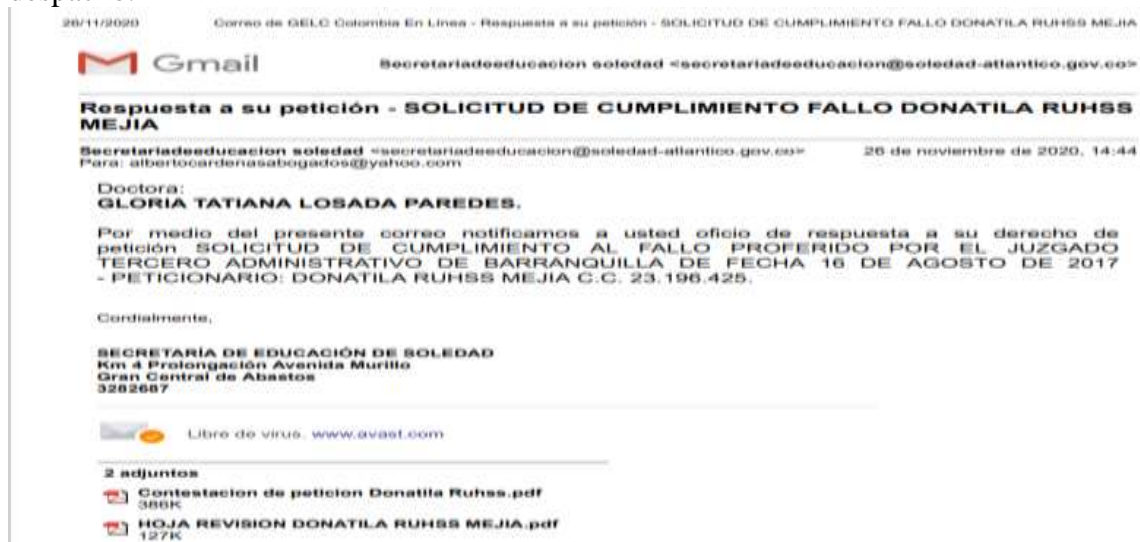 26/11/2020 Correo de GELC Colombia En Línea - Respuesta a su petición - SOLICITUD DE CUMPLIMIENTO FALLO DONATILA RUHSS MEJIA
Gmail Secretariadeeducacion soledad <secretariadeeducacion@soledad-atlantico.gov.co>
Respuesta a su petición - SOLICITUD DE CUMPLIMIENTO FALLO DONATILA RUHSS
MEJIA
Secretariadeeducacion soledad <secretariadeeducacion@soledad-atlantico.gov.co> 26 de noviembre de 2020, 14:44
Para: albertocardenasabogados@yahoo.com
Doctora:
GLORIA TATIANA LOSADA PAREDES.
Por medio del presente correo notificamos a usted oficio de respuesta a su derecho de
petición SOLICITUD DE CUMPLIMIENTO AL FALLO PROFERIDO POR EL JUZGADO
TERCERO ADMINISTRATIVO DE BARRANQUILLA DE FECHA 16 DE AGOSTO DE 2017
- PETICIONARIO: DONATILA RUHSS MEJIA C.C. 23.196.425.
Cordialmente,
SECRETARÍA DE EDUCACIÓN DE SOLEDAD
Km 4 Prolongación Avenida Murillo
Gran Central de Abastos
3282687
Libre de virus. www.avast.com
2 adjuntos
Contestacion de peticion Donatila Ruhss.pdf
386K
HOJA REVISION DONATILA RUHSS MEJIA.pdf
127K